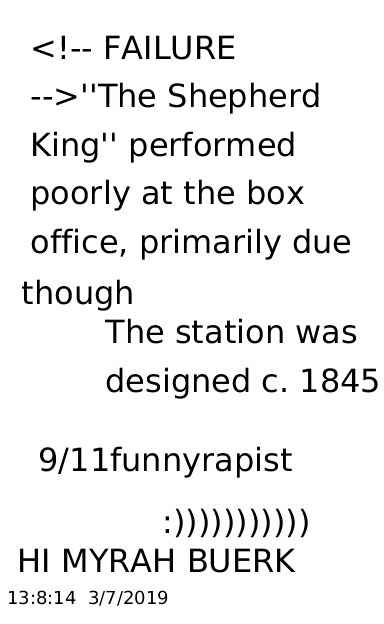 <!-- FAILURE
-->''The Shepherd
King'' performed
poorly at the box
office, primarily due
though
The station was
designed c. 1845
9/11funnyrapist
:)))))))))))
HI MYRAH BUERK
13:8:14  3/7/2019